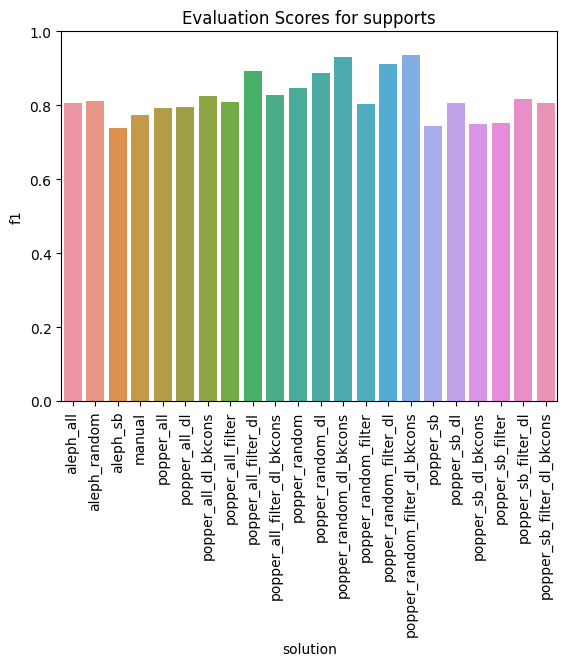 Evaluation Scores for supports
1.0
0.8
0.6
0.4
0.2
0.0
f1
aleph_all
aleph_random
aleph_sb
manual
popper_all
popper_all_dl
popper_all_dl_bkcons
popper_all_filter
popper_all_filter_dl
popper_all_filter_dl_bkcons
popper_random
popper_random_dl
popper_random_dl_bkcons
popper_random_filter
popper_random_filter_dl
popper_random_filter_dl_bkcons
popper_sb
popper_sb_dl
popper_sb_dl_bkcons
popper_sb_filter
popper_sb_filter_dl
popper_sb_filter_dl_bkcons
solution